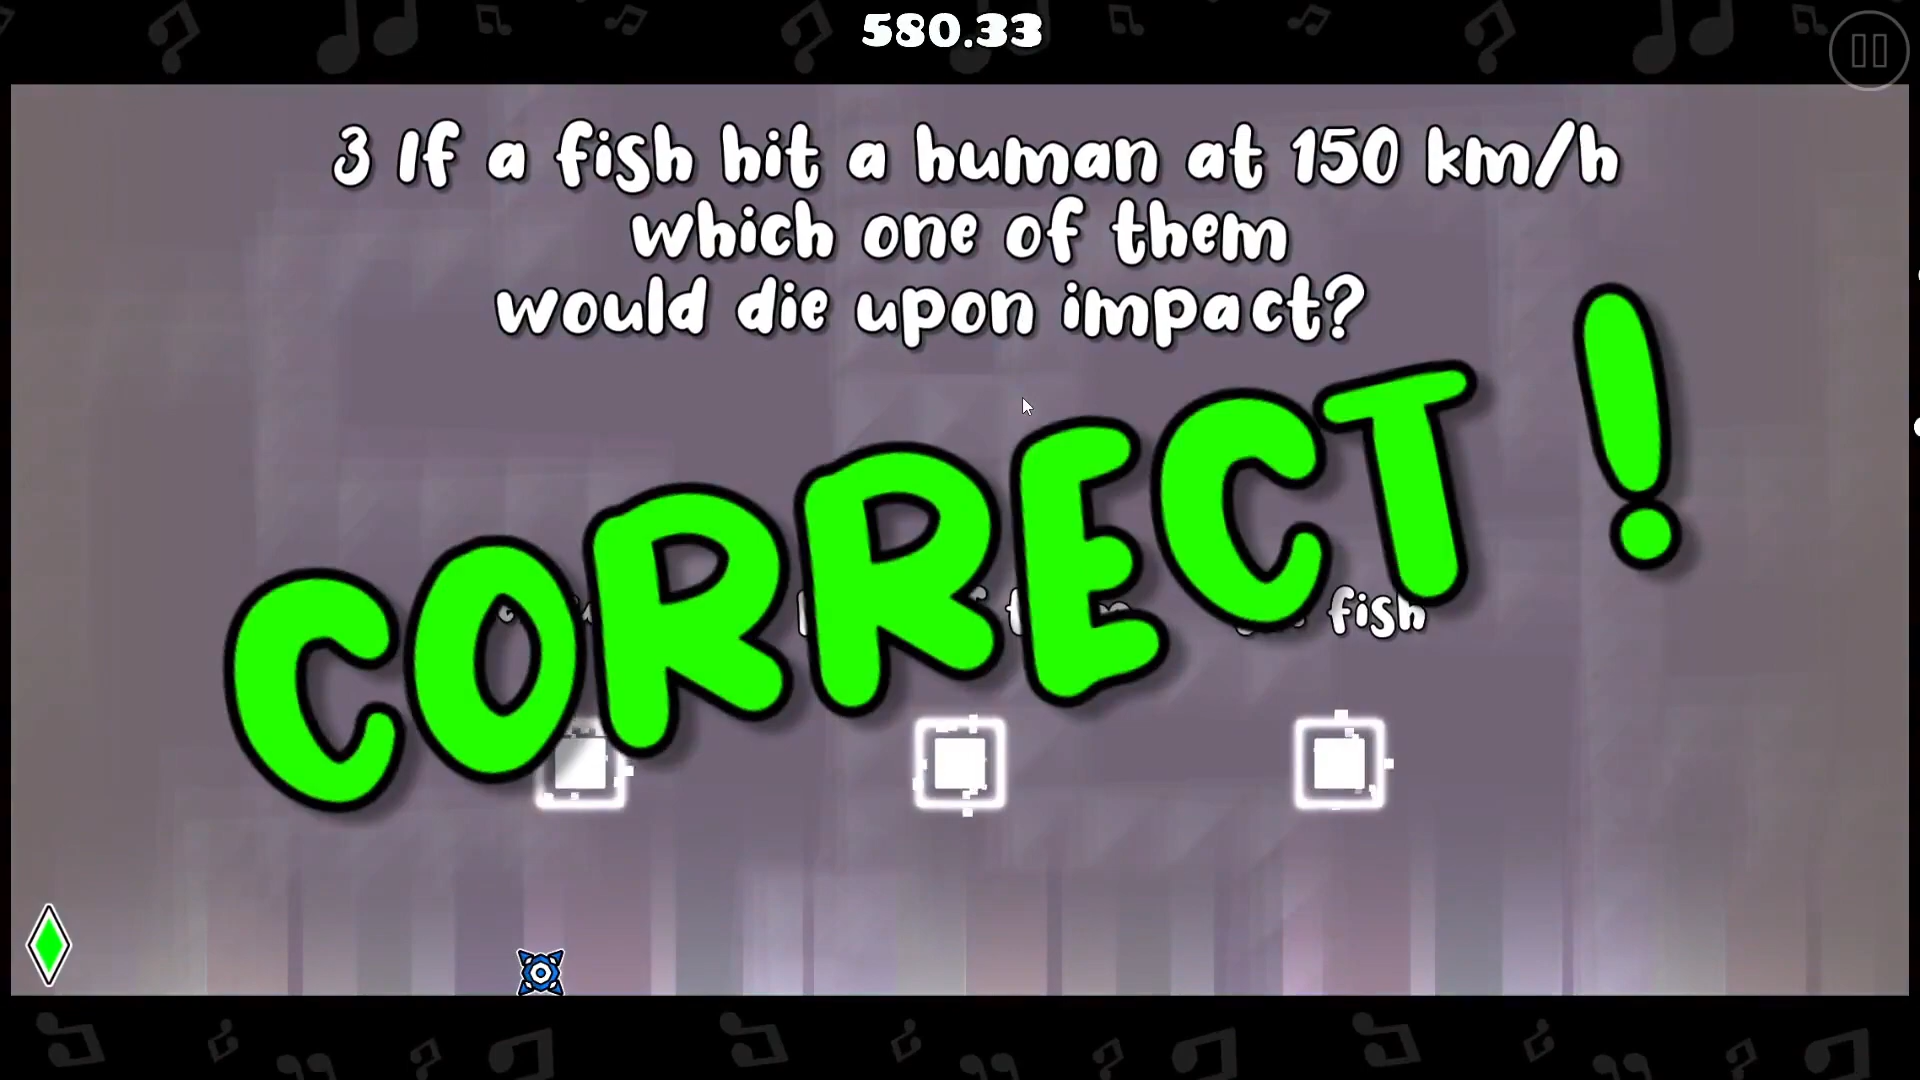 580.33
3 If a fish hit a human at 150 km/h
which one of them
would die upon impact?
CORRECT!
fish